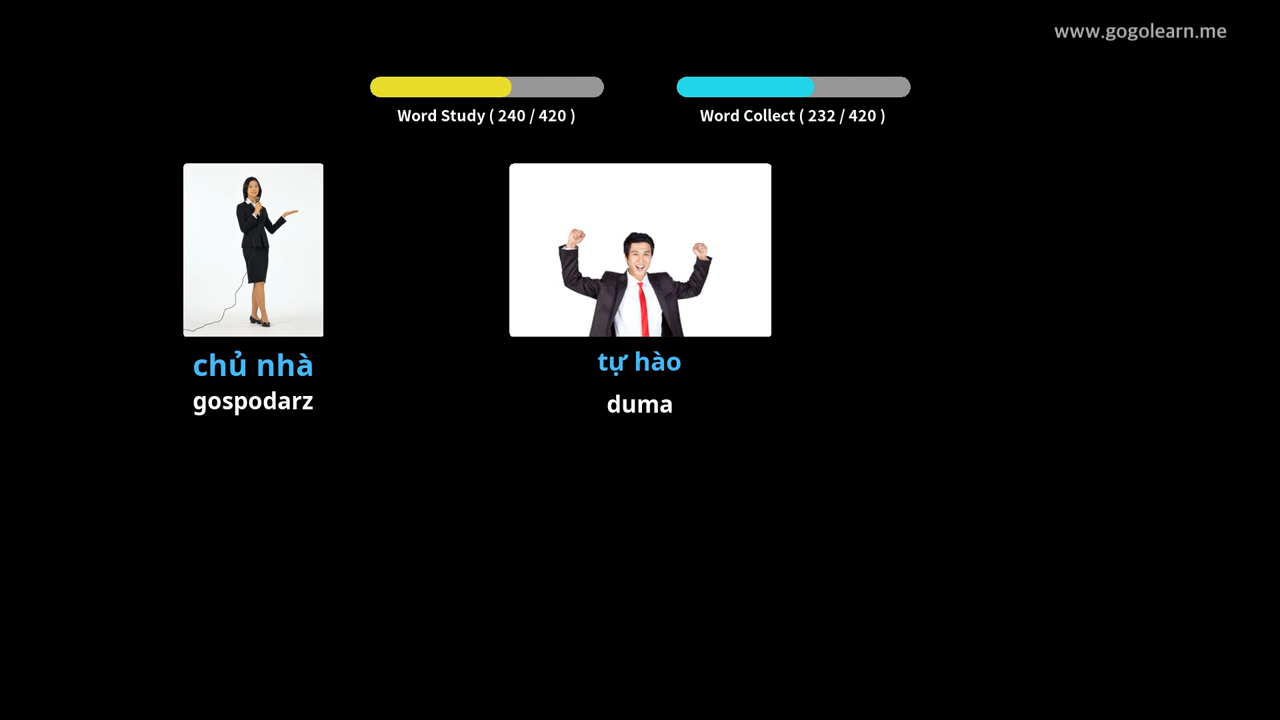 www.gogolearn.me
Word Study ( 240 / 420 )
Word Collect ( 232 / 420 )
chủ nhà
gospodarz
tự hào
duma